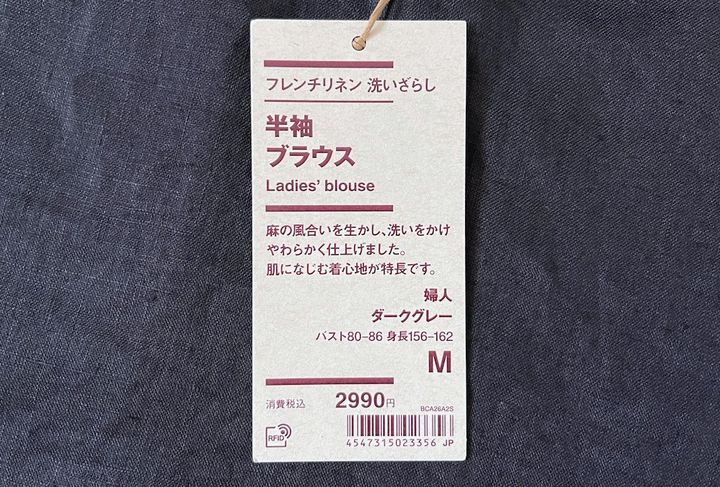 フレンチリネン 洗いざらし
半袖
ブラウス
Ladies' blouse
麻の風合いを生かし、洗いをかけ
やわらかく仕上げました。
肌になじむ着心地が特長です。
婦人
ダークグレー
バスト80–86 身長156–162
M
消費税込 2990円
BCA26A2S
RFID
4547315023356 JP